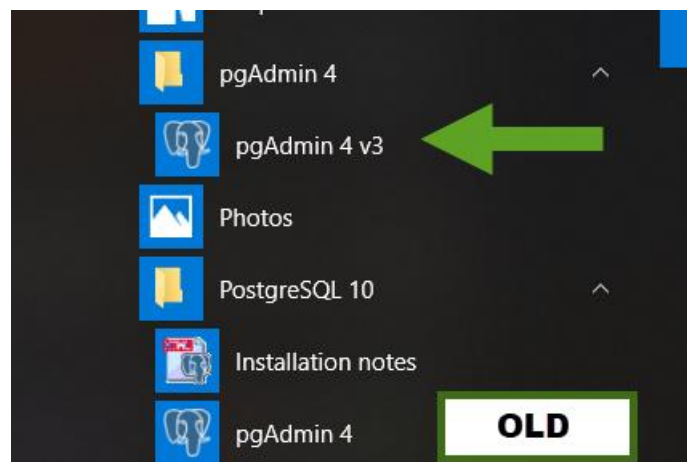 pgAdmin 4
pgAdmin 4 v3
Photos
PostgreSQL 10
Installation notes
pgAdmin 4
OLD